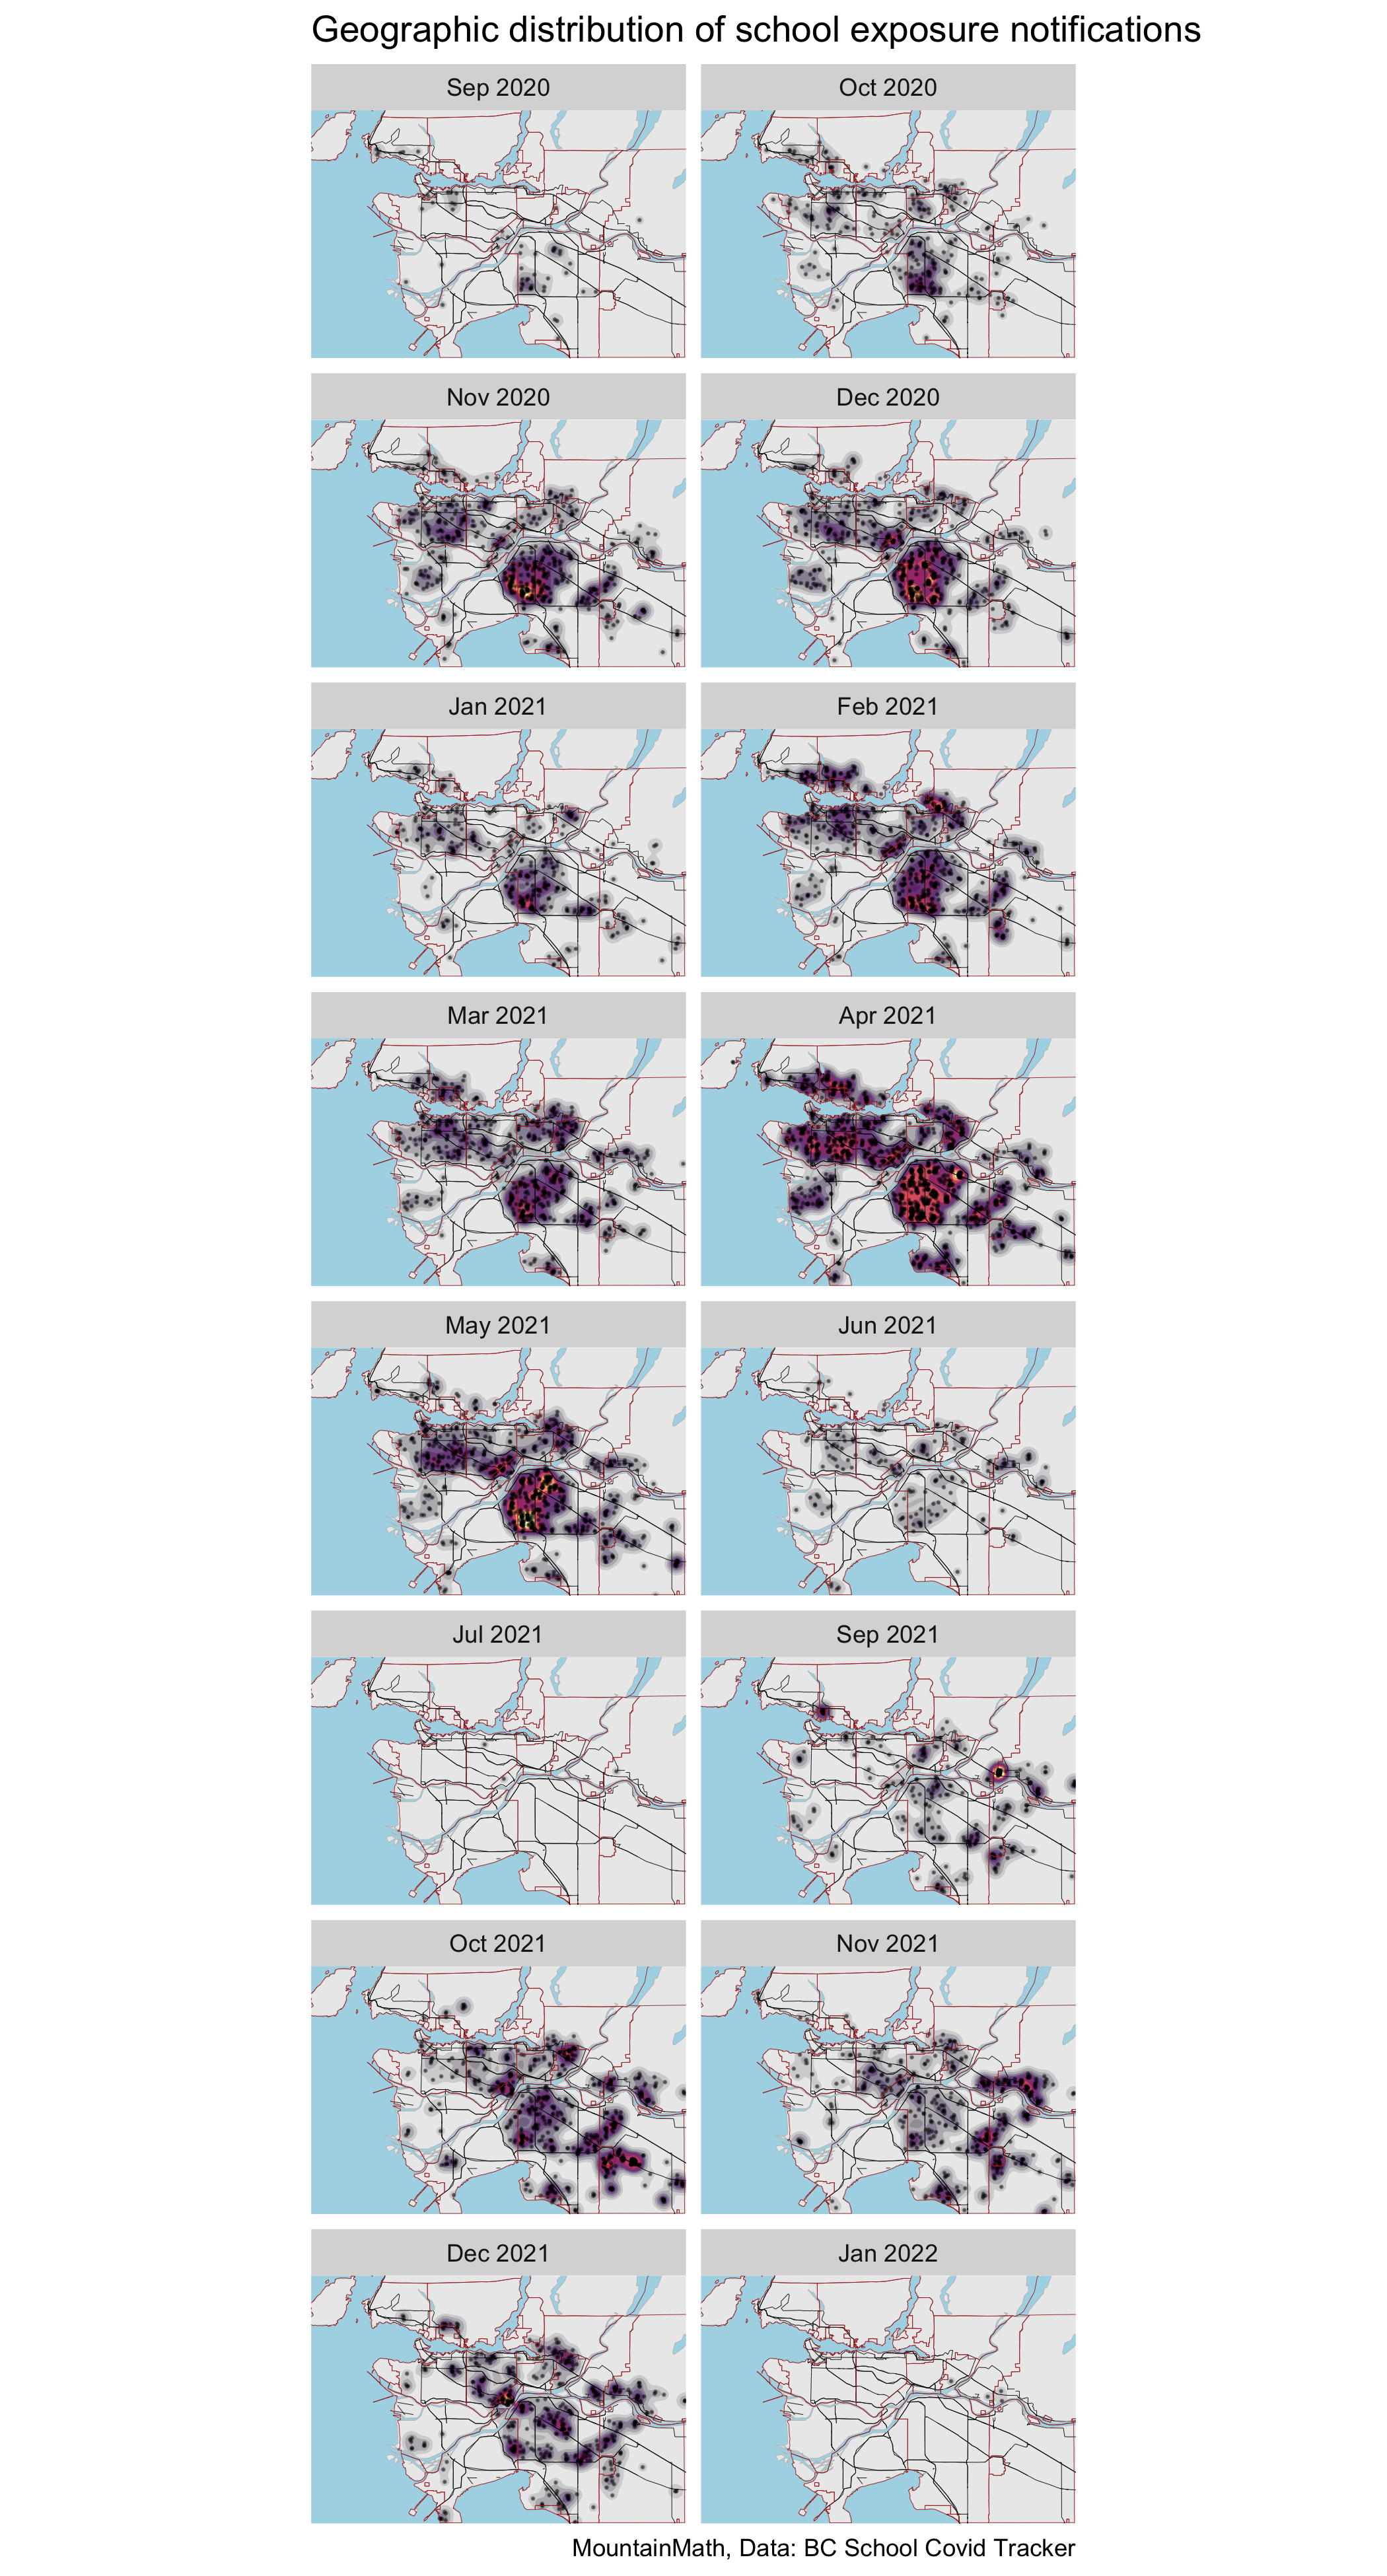 Geographic distribution of school exposure notifications
Sep 2020
Oct 2020
Nov 2020
Dec 2020
Jan 2021
Feb 2021
Mar 2021
Apr 2021
May 2021
Jun 2021
Jul 2021
Sep 2021
Oct 2021
Nov 2021
Dec 2021
Jan 2022
MountainMath, Data: BC School Covid Tracker